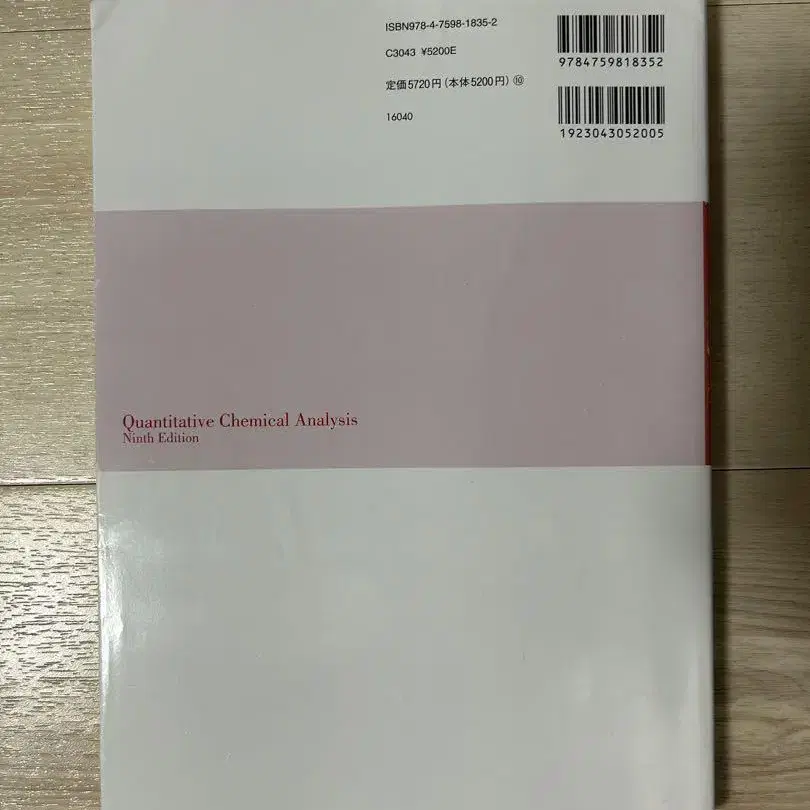 ISBN978-4-7598-1835-2
C3043 ¥5200E
定価5720円(本体5200円)⑩
16040
9784759818352
1923043052005
Quantitative Chemical Analysis
Ninth Edition